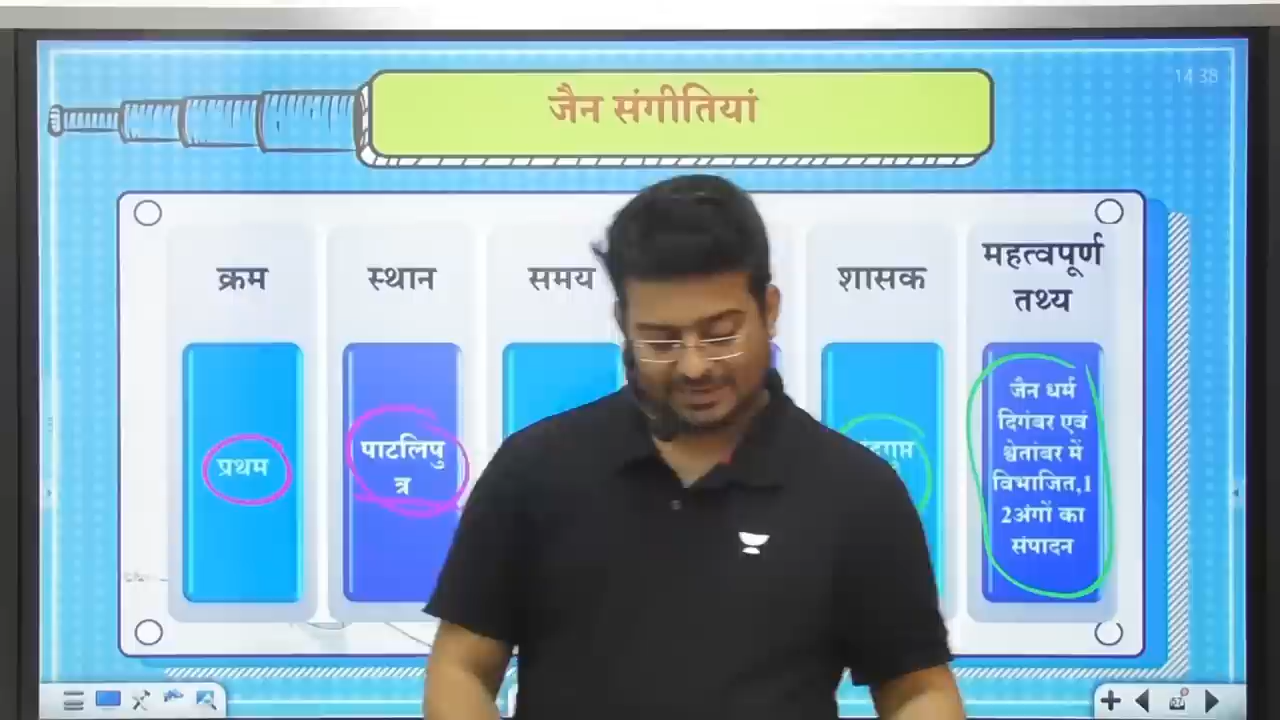 14:38
जैन संगीतियां
क्रम
स्थान
समय
शासक
महत्वपूर्ण
तथ्य
प्रथम
पाटलिपु
त्र
जैन धर्म
दिगंबर एवं
श्वेतांबर में
विभाजित,1
2अंगों का
संपादन